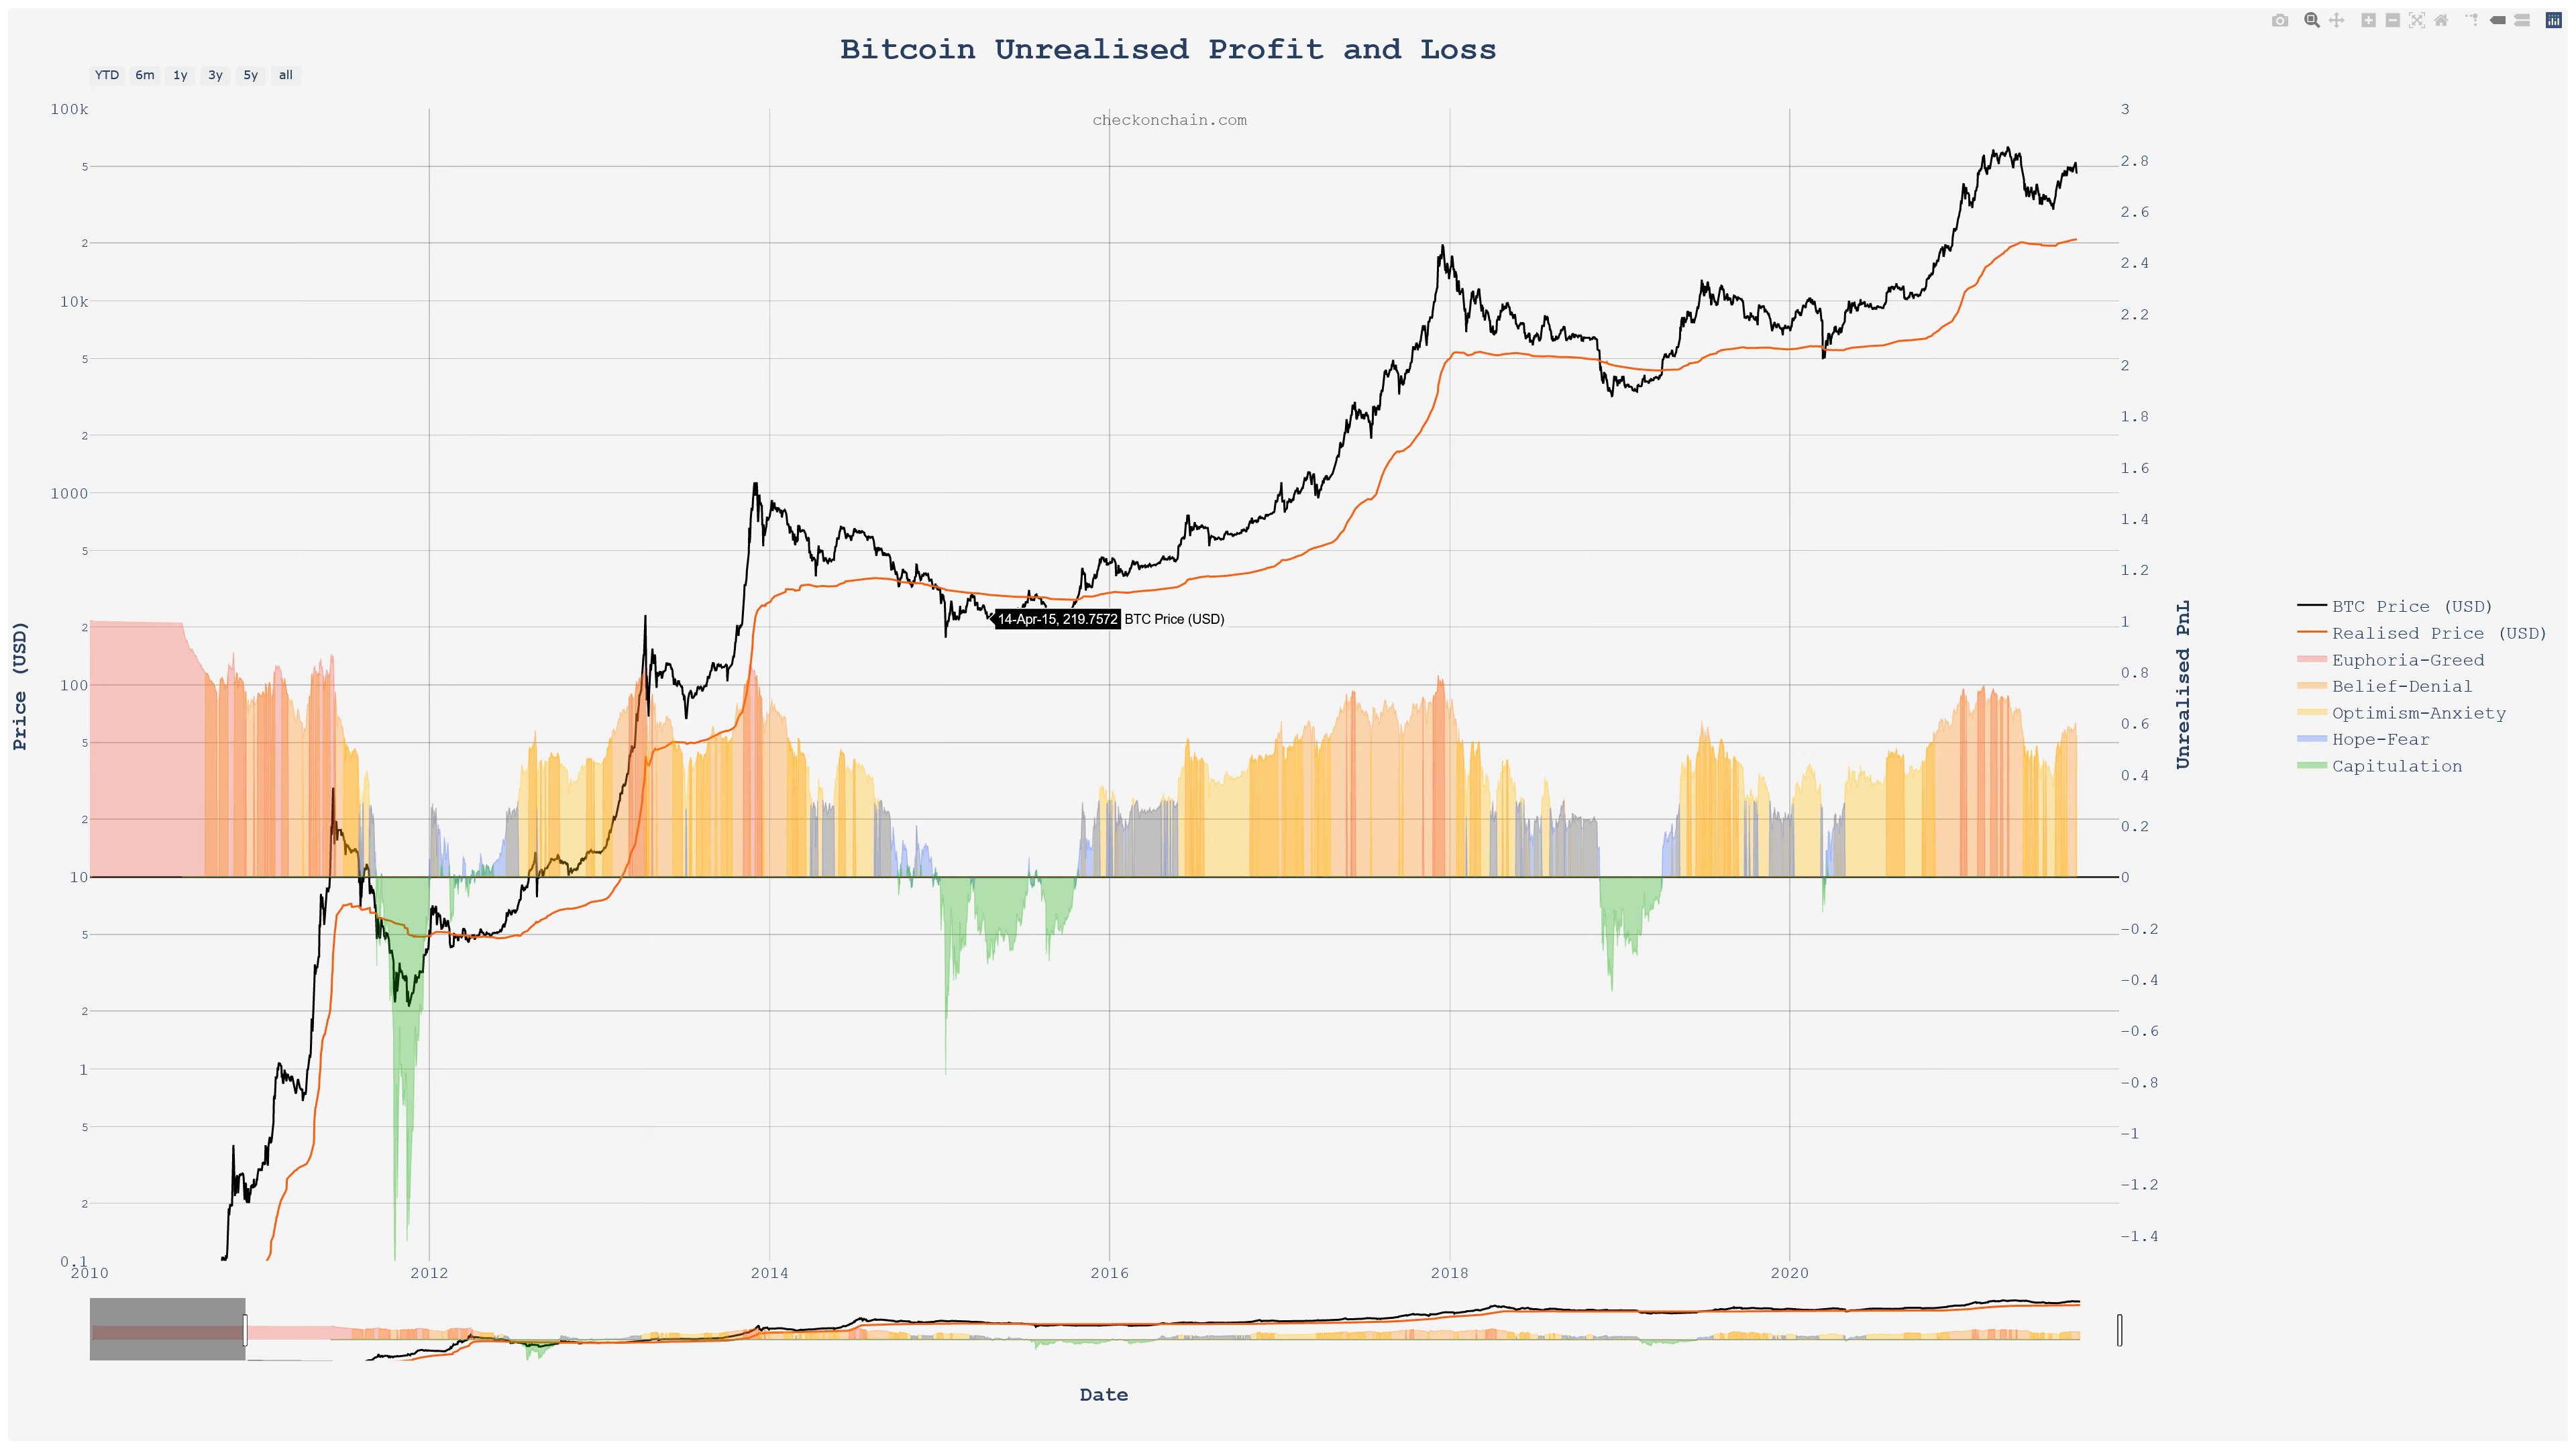 Bitcoin Unrealised Profit and Loss
YTD 6m 1y 3y 5y all
checkonchain.com
100k
5
2
10k
5
2
1000
5
2
100
5
2
10
5
2
1
5
2
0.1
Price (USD)
3
2.8
2.6
2.4
2.2
2
1.8
1.6
1.4
1.2
1
0.8
0.6
0.4
0.2
0
−0.2
−0.4
−0.6
−0.8
−1
−1.2
−1.4
Unrealised PnL
14-Apr-15, 219.7572 BTC Price (USD)
BTC Price (USD)
Realised Price (USD)
Euphoria-Greed
Belief-Denial
Optimism-Anxiety
Hope-Fear
Capitulation
2010 2012 2014 2016 2018 2020
Date